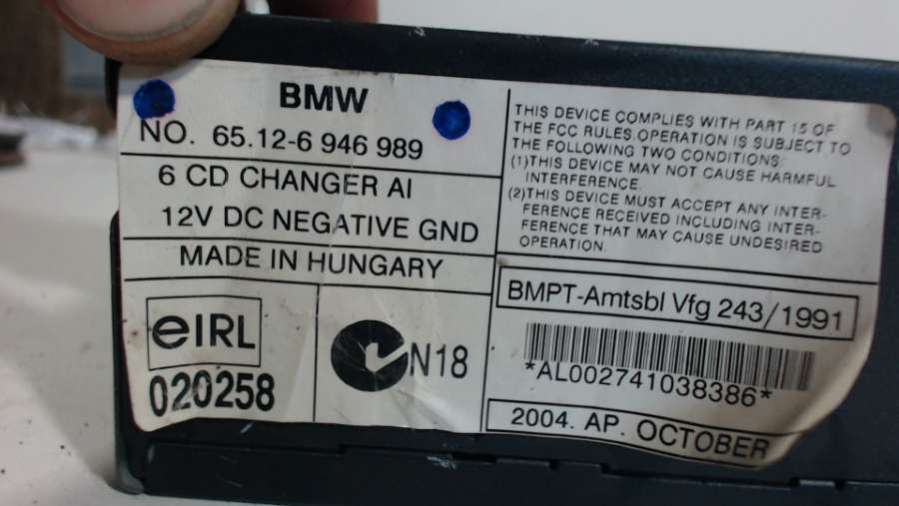 BMW
NO. 65.12-6 946 989
6 CD CHANGER AI
12V DC NEGATIVE GND
MADE IN HUNGARY
eIRL
020258
N18
THIS DEVICE COMPLIES WITH PART 15 OF
THE FCC RULES.OPERATION IS SUBJECT TO
THE FOLLOWING TWO CONDITIONS:
(1)THIS DEVICE MAY NOT CAUSE HARMFUL
INTERFERENCE.
(2)THIS DEVICE MUST ACCEPT ANY INTER-
FERENCE RECEIVED INCLUDING INTER-
FERENCE THAT MAY CAUSE UNDESIRED
OPERATION.
BMPT-Amtsbl Vfg 243/1991
*AL002741038386*
2004. AP. OCTOBER